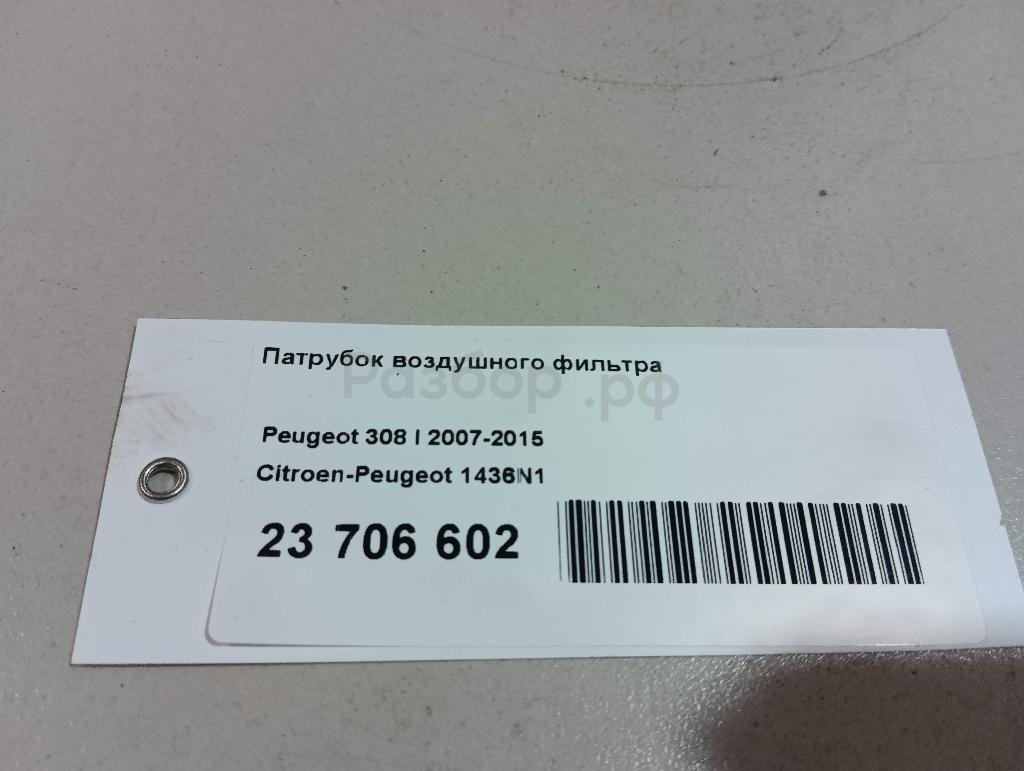 Патрубок воздушного фильтра
Разбор.рф
Peugeot 308 I 2007-2015
Citroen-Peugeot 1436N1
23 706 602